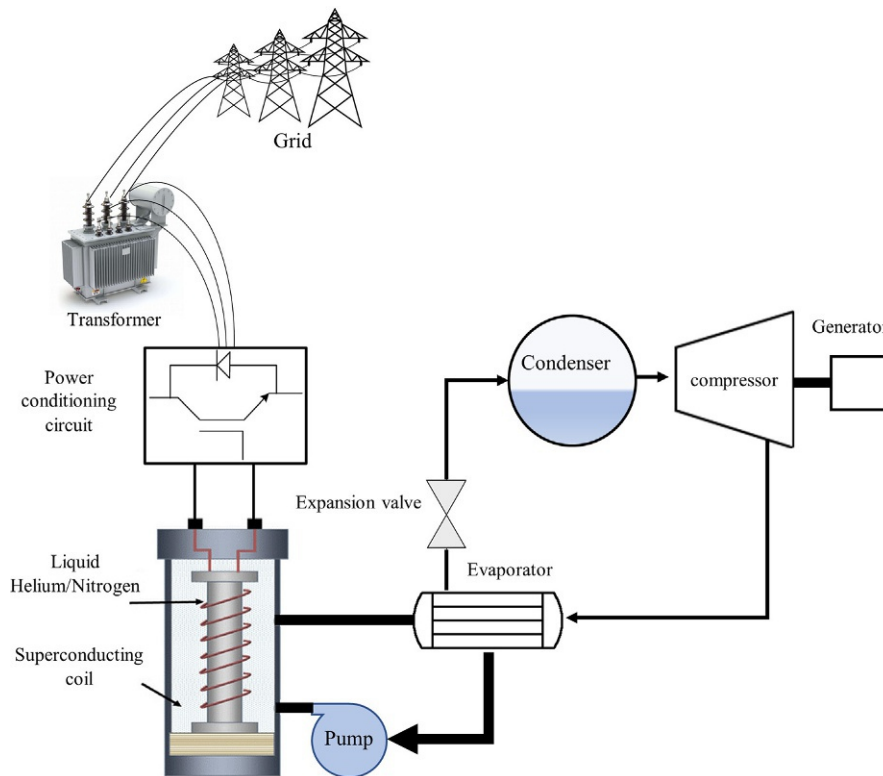 Grid
Transformer
Power
conditioning
circuit
Condenser
compressor
Generator
Expansion valve
Evaporator
Liquid
Helium/Nitrogen
Superconducting
coil
Pump